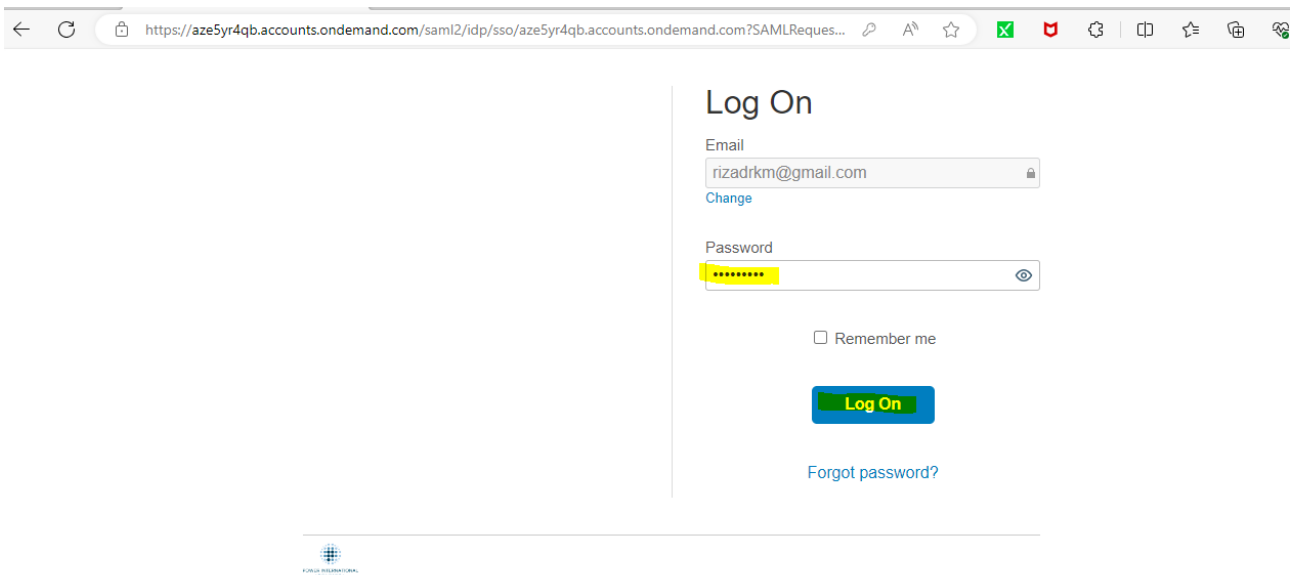 https://aze5yr4qb.accounts.ondemand.com/saml2/idp/sso/aze5yr4qb.accounts.ondemand.com?SAMLReques...
Log On
Email
rizadrkm@gmail.com
Change
Password
•••••••••
Remember me
Log On
Forgot password?
INTERNATIONAL